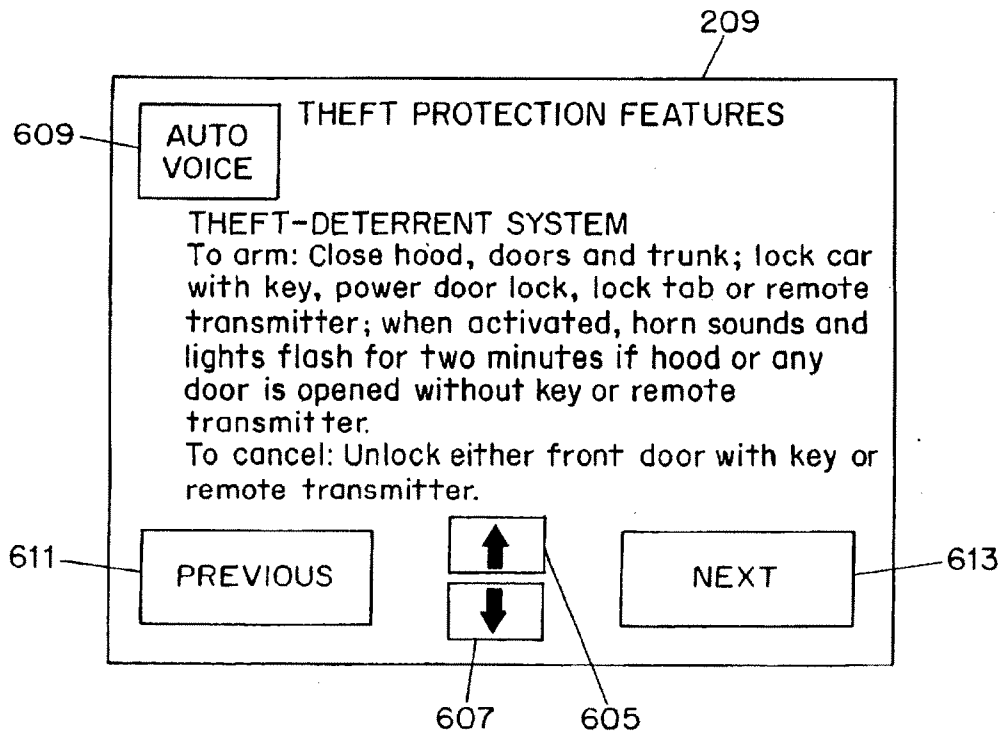 209
THEFT PROTECTION FEATURES
609
AUTO
VOICE
THEFT-DETERRENT SYSTEM
To arm: Close hood, doors and trunk; lock car
with key, power door lock, lock tab or remote
transmitter; when activated, horn sounds and
lights flash for two minutes if hood or any
door is opened without key or remote
transmitter.
To cancel: Unlock either front door with key or
remote transmitter.
611
PREVIOUS
NEXT
613
607
605